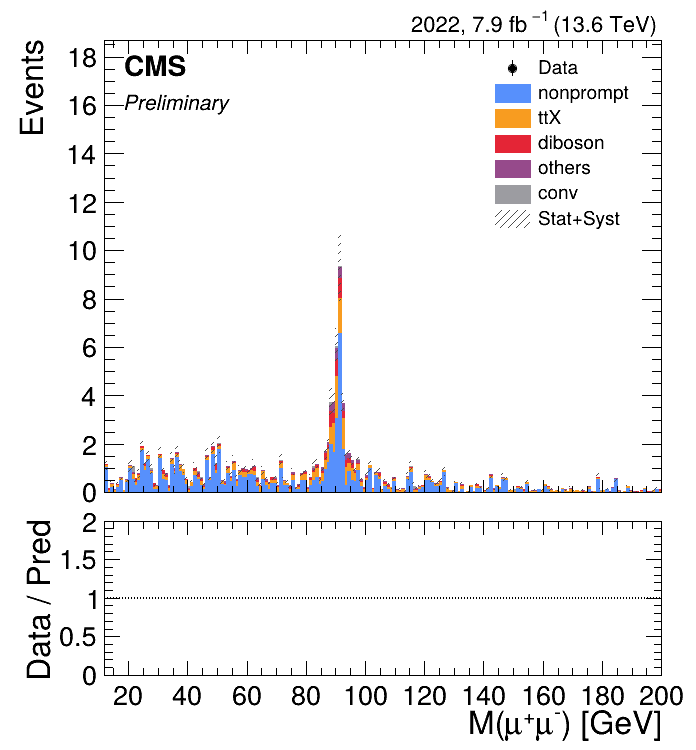 2022, 7.9 fb⁻¹ (13.6 TeV)
CMS
Preliminary
Events
18
16
14
12
10
8
6
4
2
0
Data
nonprompt
ttX
diboson
others
conv
Stat+Syst
Data / Pred
2
1.5
1
0.5
0
20 40 60 80 100 120 140 160 180 200
M(μ⁺μ⁻) [GeV]